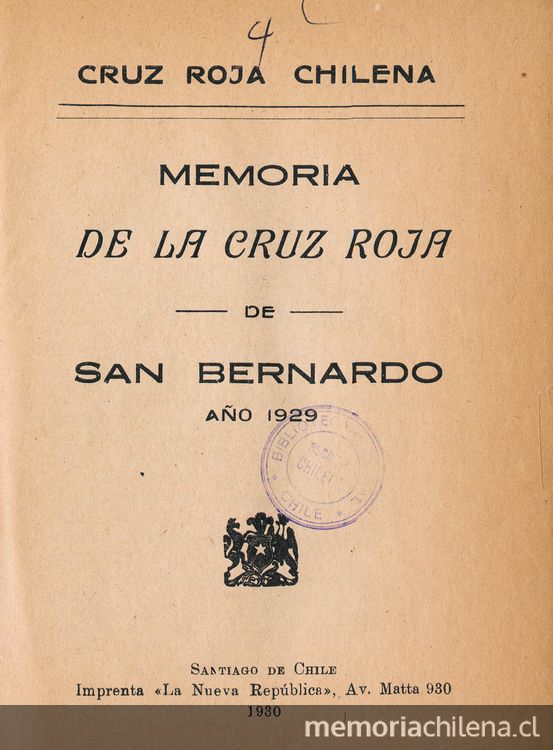 4
CRUZ ROJA CHILENA
MEMORIA
DE LA CRUZ ROJA
DE
SAN BERNARDO
AÑO 1929
CHILE
SANTIAGO DE CHILE
Imprenta «La Nueva República», Av. Matta 930
1930
memoriachilena.cl